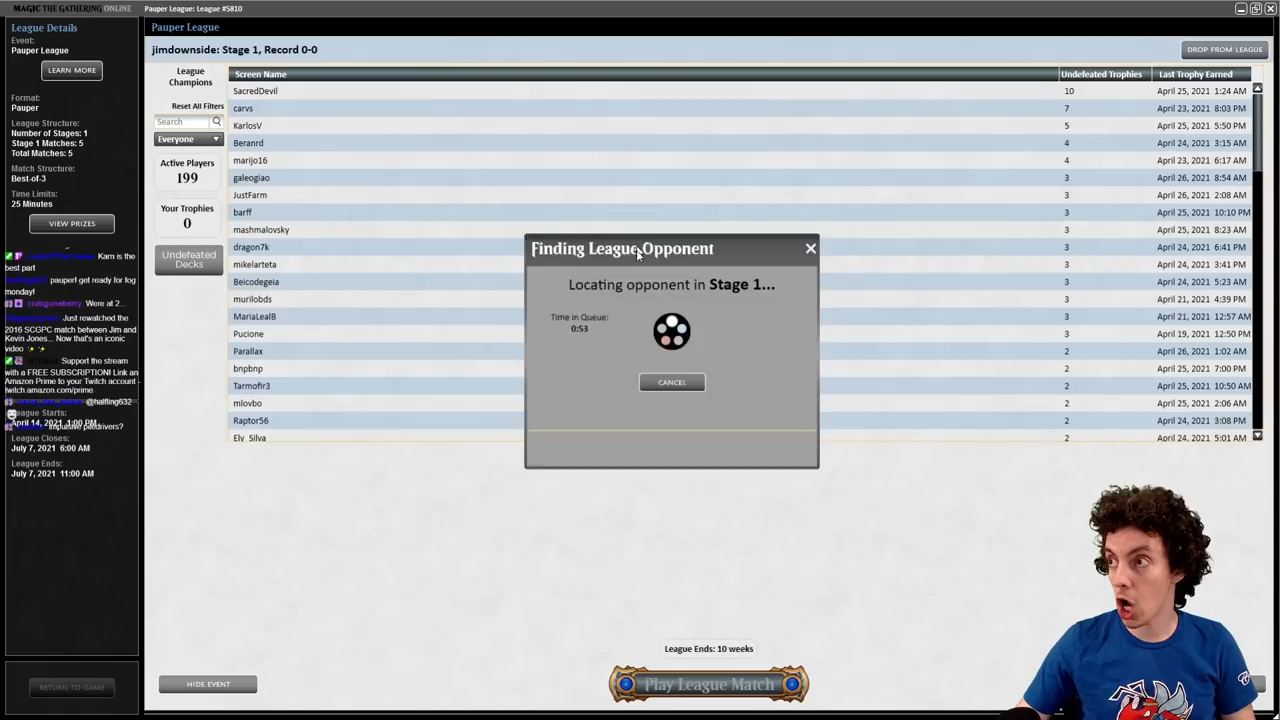 MAGIC THE GATHERING ONLINE
Pauper League: League #5810
League Details
Event:
Pauper League
LEARN MORE
Format:
Pauper
League Structure:
Number of Stages: 1
Stage 1 Matches: 5
Total Matches: 5
Match Structure:
Best-of-3
Time Limits:
25 Minutes
VIEW PRIZES
Karn is the
best part
pauper! get ready for fog
monday!
crabgoneberry Were at 2...
Just rewatched the
2016 SCGPC match between Jim and
Kevin Jones... Now that's an iconic
video
Support the stream
with a FREE SUBSCRIPTION! Link an
Amazon Prime to your Twitch account -
twitch.amazon.com/prime
@halfling632
League Starts:
April 14, 2021 1:00 PM
impulsive piledrivers?
League Closes:
July 7, 2021 6:00 AM
League Ends:
July 7, 2021 11:00 AM
RETURN TO GAME
Pauper League
jimdownside: Stage 1, Record 0-0
DROP FROM LEAGUE
League
Champions
Reset All Filters
Search
Everyone
Active Players
199
Your Trophies
0
Undefeated
Decks
Screen Name Undefeated Trophies Last Trophy Earned
SacredDevil 10 April 25, 2021 1:24 AM
carvs 7 April 23, 2021 8:03 PM
KarlosV 5 April 25, 2021 5:50 PM
Beranrd 4 April 24, 2021 3:15 AM
marijo16 4 April 23, 2021 6:17 AM
galeogiao 3 April 26, 2021 8:54 AM
JustFarm 3 April 26, 2021 2:08 AM
barff 3 April 25, 2021 10:10 PM
mashmalovsky 3 April 25, 2021 8:23 PM
dragon7k 3 April 24, 2021 6:41 PM
mikelarteta 3 April 24, 2021 3:41 PM
Beicodegeia 3 April 24, 2021 5:23 AM
murilobds 3 April 21, 2021 4:39 PM
MariaLealB 3 April 21, 2021 12:57 AM
Pucione 3 April 19, 2021 12:50 PM
Parallax 2 April 26, 2021 1:02 AM
bnpbnp 2 April 25, 2021 7:00 PM
Tarmofir3 2 April 25, 2021 10:50 AM
mlovbo 2 April 25, 2021 2:06 AM
Raptor56 2 April 24, 2021 3:08 PM
Ely_Silva 2 April 24, 2021 5:01 AM
Finding League Opponent
Locating opponent in Stage 1...
Time in Queue:
0:53
CANCEL
League Ends: 10 weeks
HIDE EVENT
Play League Match